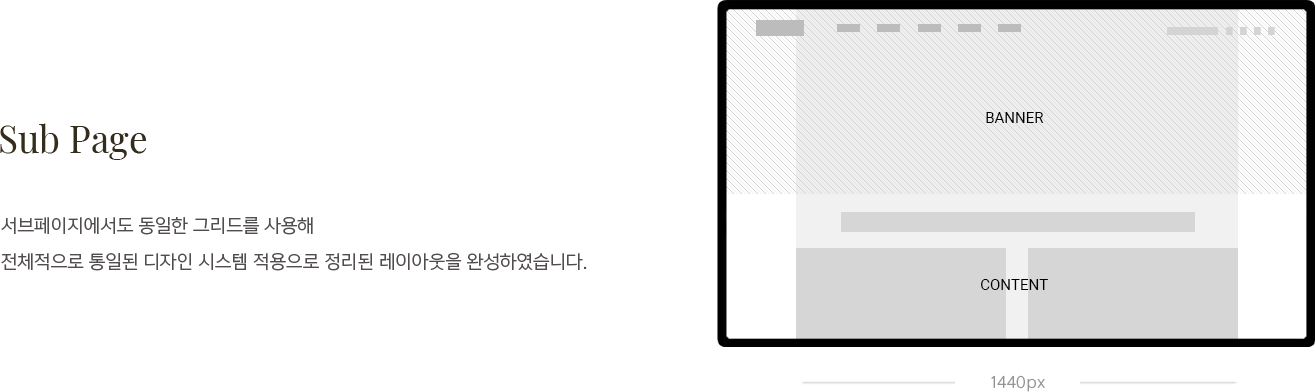 Sub Page
서브페이지에서도 동일한 그리드를 사용해
전체적으로 통일된 디자인 시스템 적용으로 정리된 레이아웃을 완성하였습니다.
BANNER
CONTENT
1440px